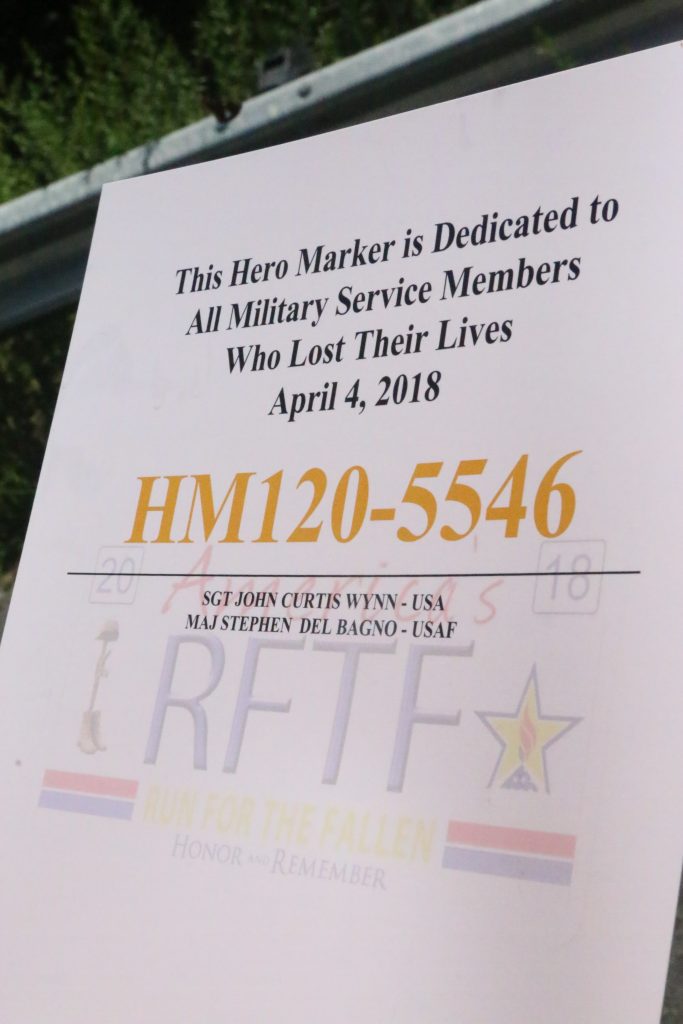 This Hero Marker is Dedicated to
All Military Service Members
Who Lost Their Lives
April 4, 2018
HM120-5546
20 America's 18
SGT JOHN CURTIS WYNN - USA
MAJ STEPHEN DEL BAGNO - USAF
RFTF
RUN FOR THE FALLEN
HONOR AND REMEMBER